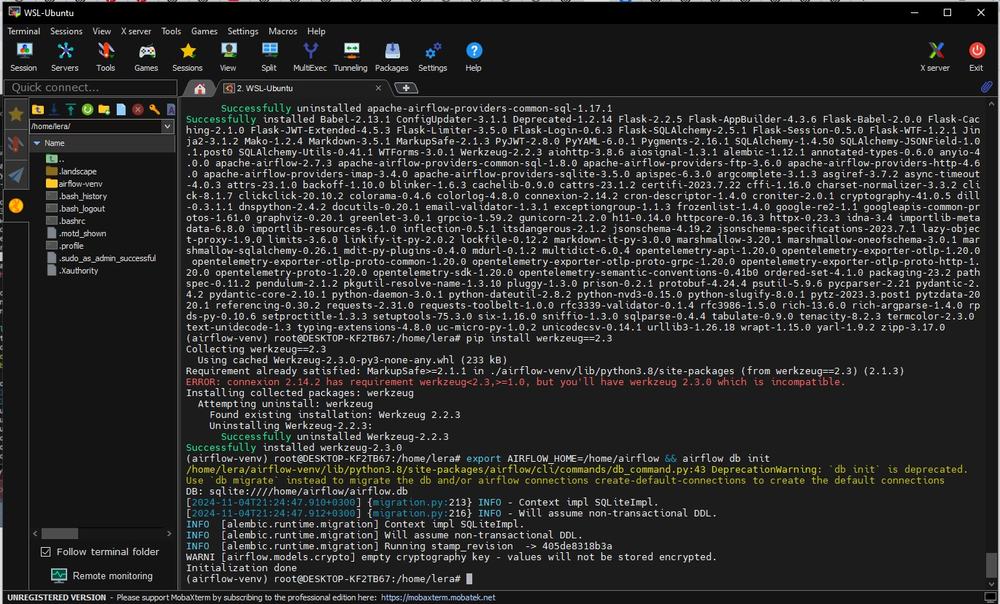 WSL-Ubuntu
Terminal Sessions View X server Tools Games Settings Macros Help
Session Servers Tools Games Sessions View Split MultiExec Tunneling Packages Settings Help X server Exit
Quick connect...
2. WSL-Ubuntu
/home/lera/
Name
..
.landscape
airflow-venv
.bash_history
.bash_logout
.bashrc
.motd_shown
.profile
.sudo_as_admin_successful
.Xauthority
Follow terminal folder
Remote monitoring
Successfully uninstalled apache-airflow-providers-common-sql-1.17.1
Successfully installed Babel-2.13.1 ConfigUpdater-3.1.1 Deprecated-1.2.14 Flask-2.2.5 Flask-AppBuilder-4.3.6 Flask-Babel-2.0.0 Flask-Cac
hing-2.1.0 Flask-JWT-Extended-4.5.3 Flask-Limiter-3.5.0 Flask-Login-0.6.3 Flask-SQLAlchemy-2.5.1 Flask-Session-0.5.0 Flask-WTF-1.2.1 Jin
ja2-3.1.2 Mako-1.2.4 Markdown-3.5.1 MarkupSafe-2.1.3 PyJWT-2.8.0 PyYAML-6.0.1 Pygments-2.16.1 SQLAlchemy-1.4.50 SQLAlchemy-JSONField-1.0
.1.post0 SQLAlchemy-Utils-0.41.1 WTForms-3.0.1 Werkzeug-2.2.3 aiohttp-3.8.6 aiosignal-1.3.1 alembic-1.12.1 annotated-types-0.6.0 anyio-4
.0.0 apache-airflow-2.7.3 apache-airflow-providers-common-sql-1.8.0 apache-airflow-providers-ftp-3.6.0 apache-airflow-providers-http-4.6
.0 apache-airflow-providers-imap-3.4.0 apache-airflow-providers-sqlite-3.5.0 apispec-6.3.0 argcomplete-3.1.3 asgiref-3.7.2 async-timeout
-4.0.3 attrs-23.1.0 backoff-1.10.0 blinker-1.6.3 cachelib-0.9.0 cattrs-23.1.2 certifi-2023.7.22 cffi-1.16.0 charset-normalizer-3.3.2 cli
ck-8.1.7 clickclick-20.10.2 colorama-0.4.6 colorlog-4.8.0 connexion-2.14.2 cron-descriptor-1.4.0 croniter-2.0.1 cryptography-41.0.5 dill
-0.3.1.1 dnspython-2.4.2 docutils-0.20.1 email-validator-1.3.1 exceptiongroup-1.1.3 frozenlist-1.4.0 google-re2-1.1 googleapis-common-pr
otos-1.61.0 graphviz-0.20.1 greenlet-3.0.1 grpcio-1.59.2 gunicorn-21.2.0 h11-0.14.0 httpcore-0.16.3 httpx-0.23.3 idna-3.4 importlib-meta
data-6.8.0 importlib-resources-6.1.0 inflection-0.5.1 itsdangerous-2.1.2 jsonschema-4.19.2 jsonschema-specifications-2023.7.1 lazy-objec
t-proxy-1.9.0 limits-3.6.0 linkify-it-py-2.0.2 lockfile-0.12.2 markdown-it-py-3.0.0 marshmallow-3.20.1 marshmallow-oneofschema-3.0.1 mar
shmallow-sqlalchemy-0.26.1 mdit-py-plugins-0.4.0 mdurl-0.1.2 multidict-6.0.4 opentelemetry-api-1.20.0 opentelemetry-exporter-otlp-1.20.0
opentelemetry-exporter-otlp-proto-common-1.20.0 opentelemetry-exporter-otlp-proto-grpc-1.20.0 opentelemetry-exporter-otlp-proto-http-1.
20.0 opentelemetry-proto-1.20.0 opentelemetry-sdk-1.20.0 opentelemetry-semantic-conventions-0.41b0 ordered-set-4.1.0 packaging-23.2 path
spec-0.11.2 pendulum-2.1.2 pkgutil-resolve-name-1.3.10 pluggy-1.3.0 prison-0.2.1 protobuf-4.24.4 psutil-5.9.6 pycparser-2.21 pydantic-2.
4.2 pydantic-core-2.10.1 python-daemon-3.0.1 python-dateutil-2.8.2 python-nvd3-0.15.0 python-slugify-8.0.1 pytz-2023.3.post1 pytzdata-20
20.1 referencing-0.30.2 requests-2.31.0 requests-toolbelt-1.0.0 rfc3339-validator-0.1.4 rfc3986-1.5.0 rich-13.6.0 rich-argparse-1.4.0 rp
ds-py-0.10.6 setproctitle-1.3.3 setuptools-75.3.0 six-1.16.0 sniffio-1.3.0 sqlparse-0.4.4 tabulate-0.9.0 tenacity-8.2.3 termcolor-2.3.0
text-unidecode-1.3 typing-extensions-4.8.0 uc-micro-py-1.0.2 unicodecsv-0.14.1 urllib3-1.26.18 wrapt-1.15.0 yarl-1.9.2 zipp-3.17.0
(airflow-venv) root@DESKTOP-KF2TB67:/home/lera# pip install werkzeug==2.3
Collecting werkzeug==2.3
Using cached Werkzeug-2.3.0-py3-none-any.whl (233 kB)
Requirement already satisfied: MarkupSafe>=2.1.1 in ./airflow-venv/lib/python3.8/site-packages (from werkzeug==2.3) (2.1.3)
ERROR: connexion 2.14.2 has requirement werkzeug<2.3,>=1.0, but you'll have werkzeug 2.3.0 which is incompatible.
Installing collected packages: werkzeug
Attempting uninstall: werkzeug
Found existing installation: Werkzeug 2.2.3
Uninstalling Werkzeug-2.2.3:
Successfully uninstalled Werkzeug-2.2.3
Successfully installed werkzeug-2.3.0
(airflow-venv) root@DESKTOP-KF2TB67:/home/lera# export AIRFLOW_HOME=/home/airflow && airflow db init
/home/lera/airflow-venv/lib/python3.8/site-packages/airflow/cli/commands/db_command.py:43 DeprecationWarning: `db init` is deprecated.
Use `db migrate` instead to migrate the db and/or airflow connections create-default-connections to create the default connections
DB: sqlite:////home/airflow/airflow.db
[2024-11-04T21:24:47.910+0300] {migration.py:213} INFO - Context impl SQLiteImpl.
[2024-11-04T21:24:47.912+0300] {migration.py:216} INFO - Will assume non-transactional DDL.
INFO [alembic.runtime.migration] Context impl SQLiteImpl.
INFO [alembic.runtime.migration] Will assume non-transactional DDL.
INFO [alembic.runtime.migration] Running stamp_revision -> 405de8318b3a
WARNI [airflow.models.crypto] empty cryptography key - values will not be stored encrypted.
Initialization done
(airflow-venv) root@DESKTOP-KF2TB67:/home/lera#
UNREGISTERED VERSION - Please support MobaXterm by subscribing to the professional edition here: https://mobaxterm.mobatek.net